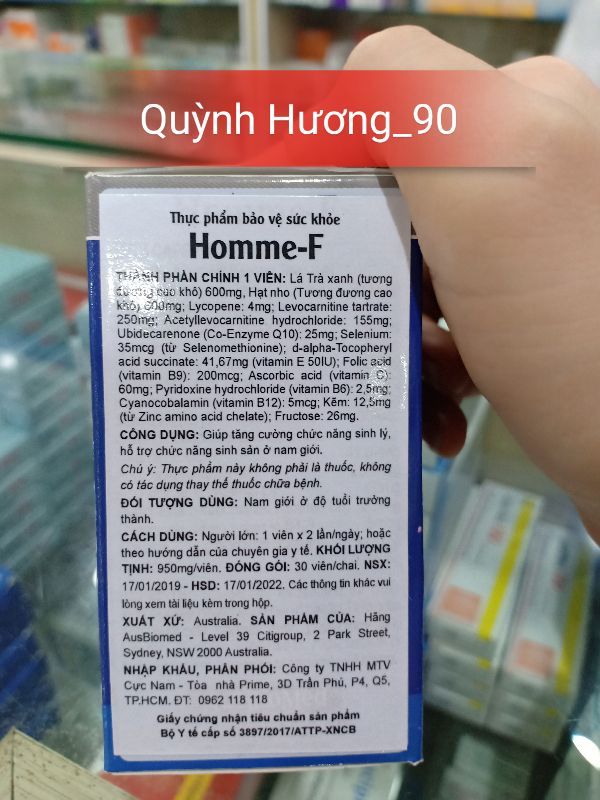 Quỳnh Hương_90
Thực phẩm bảo vệ sức khỏe
Homme-F
THÀNH PHẦN CHÍNH 1 VIÊN: Lá Trà xanh (tương
đương cao khô) 600mg, Hạt nho (Tương đương cao
khô) mg; Lycopene: 4mg; Levocarnitine tartrate:
250mg; Acetyllevocarnitine hydrochloride: 155mg;
Ubidecarenone (Co-Enzyme Q10): 25mg; Selenium:
35mcg (từ Selenomethionine); d-alpha-Tocopheryl
acid succinate: 41,67mg (vitamin E 50IU); Folic acid
(vitamin B9): 200mcg; Ascorbic acid (vitamin C):
60mg; Pyridoxine hydrochloride (vitamin B6): 2,5mg;
Cyanocobalamin (vitamin B12): 5mcg; Kẽm: 12,5mg
(từ Zinc amino acid chelate); Fructose: 26mg.
CÔNG DỤNG: Giúp tăng cường chức năng sinh lý,
hỗ trợ chức năng sinh sản ở nam giới.
Chú ý: Thực phẩm này không phải là thuốc, không
có tác dụng thay thế thuốc chữa bệnh.
ĐỐI TƯỢNG DÙNG: Nam giới ở độ tuổi trưởng
thành.
CÁCH DÙNG: Người lớn: 1 viên x 2 lần/ngày; hoặc
theo hướng dẫn của chuyên gia y tế. KHỐI LƯỢNG
TỊNH: 950mg/viên. ĐÓNG GÓI: 30 viên/chai. NSX:
17/01/2019 - HSD: 17/01/2022. Các thông tin khác vui
lòng xem tài liệu kèm trong hộp.
XUẤT XỨ: Australia. SẢN PHẨM CỦA: Hãng
AusBiomed - Level 39 Citigroup, 2 Park Street,
Sydney, NSW 2000 Australia.
NHẬP KHẨU, PHÂN PHỐI: Công ty TNHH MTV
Cực Nam - Tòa nhà Prime, 3D Trần Phú, P4, Q5,
TP.HCM. ĐT: 0962 118 118
Giấy chứng nhận tiêu chuẩn sản phẩm
Bộ Y tế cấp số 3897/2017/ATTP-XNCB